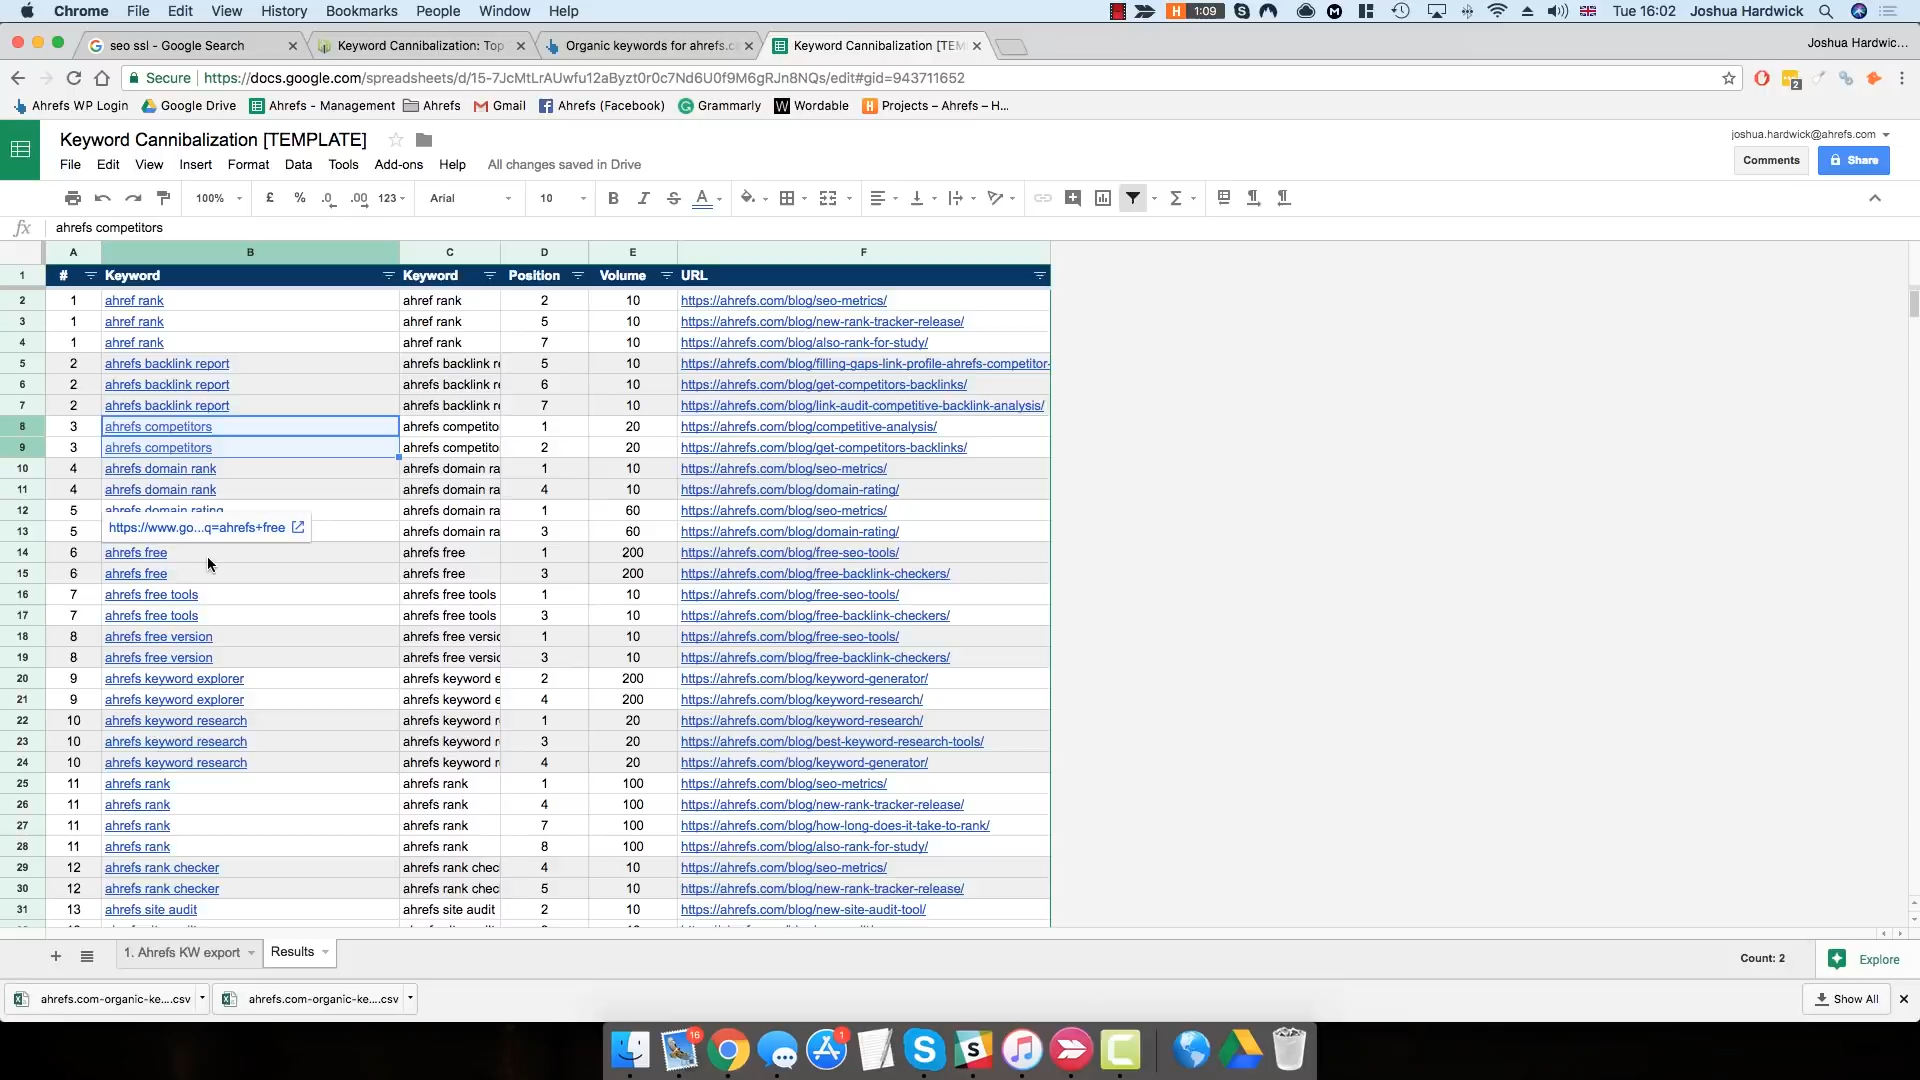 Chrome File Edit View History Bookmarks People Window Help H 1:09 Tue 16:02 Joshua Hardwick
seo ssl - Google Search Keyword Cannibalization: Top Organic keywords for ahrefs.c Keyword Cannibalization [TEM Joshua Hardwic...
Secure https://docs.google.com/spreadsheets/d/15-7JcMtLrAUwfu12aByzt0r0c7Nd6U0f9M6gRJn8NQs/edit#gid=943711652 2
Ahrefs WP Login Google Drive Ahrefs - Management Ahrefs Gmail Ahrefs (Facebook) Grammarly Wordable Projects – Ahrefs – H...
Keyword Cannibalization [TEMPLATE] joshua.hardwick@ahrefs.com
File Edit View Insert Format Data Tools Add-ons Help All changes saved in Drive Comments Share
100% £ % .0 .00 123 Arial 10 B I S A
fx ahrefs competitors
A B C D E F
1 # Keyword Keyword Position Volume URL
2 1 ahref rank ahref rank 2 10 https://ahrefs.com/blog/seo-metrics/
3 1 ahref rank ahref rank 5 10 https://ahrefs.com/blog/new-rank-tracker-release/
4 1 ahref rank ahref rank 7 10 https://ahrefs.com/blog/also-rank-for-study/
5 2 ahrefs backlink report ahrefs backlink re 5 10 https://ahrefs.com/blog/filling-gaps-link-profile-ahrefs-competitor-
6 2 ahrefs backlink report ahrefs backlink re 6 10 https://ahrefs.com/blog/get-competitors-backlinks/
7 2 ahrefs backlink report ahrefs backlink re 7 10 https://ahrefs.com/blog/link-audit-competitive-backlink-analysis/
8 3 ahrefs competitors ahrefs competito 1 20 https://ahrefs.com/blog/competitive-analysis/
9 3 ahrefs competitors ahrefs competito 2 20 https://ahrefs.com/blog/get-competitors-backlinks/
10 4 ahrefs domain rank ahrefs domain ra 1 10 https://ahrefs.com/blog/seo-metrics/
11 4 ahrefs domain rank ahrefs domain ra 4 10 https://ahrefs.com/blog/domain-rating/
12 5 ahrefs domain rating ahrefs domain ra 1 60 https://ahrefs.com/blog/seo-metrics/
13 5 https://www.go...q=ahrefs+free ahrefs domain ra 3 60 https://ahrefs.com/blog/domain-rating/
14 6 ahrefs free ahrefs free 1 200 https://ahrefs.com/blog/free-seo-tools/
15 6 ahrefs free ahrefs free 3 200 https://ahrefs.com/blog/free-backlink-checkers/
16 7 ahrefs free tools ahrefs free tools 1 10 https://ahrefs.com/blog/free-seo-tools/
17 7 ahrefs free tools ahrefs free tools 3 10 https://ahrefs.com/blog/free-backlink-checkers/
18 8 ahrefs free version ahrefs free versic 1 10 https://ahrefs.com/blog/free-seo-tools/
19 8 ahrefs free version ahrefs free versic 3 10 https://ahrefs.com/blog/free-backlink-checkers/
20 9 ahrefs keyword explorer ahrefs keyword e 2 200 https://ahrefs.com/blog/keyword-generator/
21 9 ahrefs keyword explorer ahrefs keyword e 4 200 https://ahrefs.com/blog/keyword-research/
22 10 ahrefs keyword research ahrefs keyword r 1 20 https://ahrefs.com/blog/keyword-research/
23 10 ahrefs keyword research ahrefs keyword r 3 20 https://ahrefs.com/blog/best-keyword-research-tools/
24 10 ahrefs keyword research ahrefs keyword r 4 20 https://ahrefs.com/blog/keyword-generator/
25 11 ahrefs rank ahrefs rank 1 100 https://ahrefs.com/blog/seo-metrics/
26 11 ahrefs rank ahrefs rank 4 100 https://ahrefs.com/blog/new-rank-tracker-release/
27 11 ahrefs rank ahrefs rank 7 100 https://ahrefs.com/blog/how-long-does-it-take-to-rank/
28 11 ahrefs rank ahrefs rank 8 100 https://ahrefs.com/blog/also-rank-for-study/
29 12 ahrefs rank checker ahrefs rank chec 4 10 https://ahrefs.com/blog/seo-metrics/
30 12 ahrefs rank checker ahrefs rank chec 5 10 https://ahrefs.com/blog/new-rank-tracker-release/
31 13 ahrefs site audit ahrefs site audit 2 10 https://ahrefs.com/blog/new-site-audit-tool/
1. Ahrefs KW export Results Count: 2 Explore
ahrefs.com-organic-ke....csv ahrefs.com-organic-ke....csv Show All
16 1